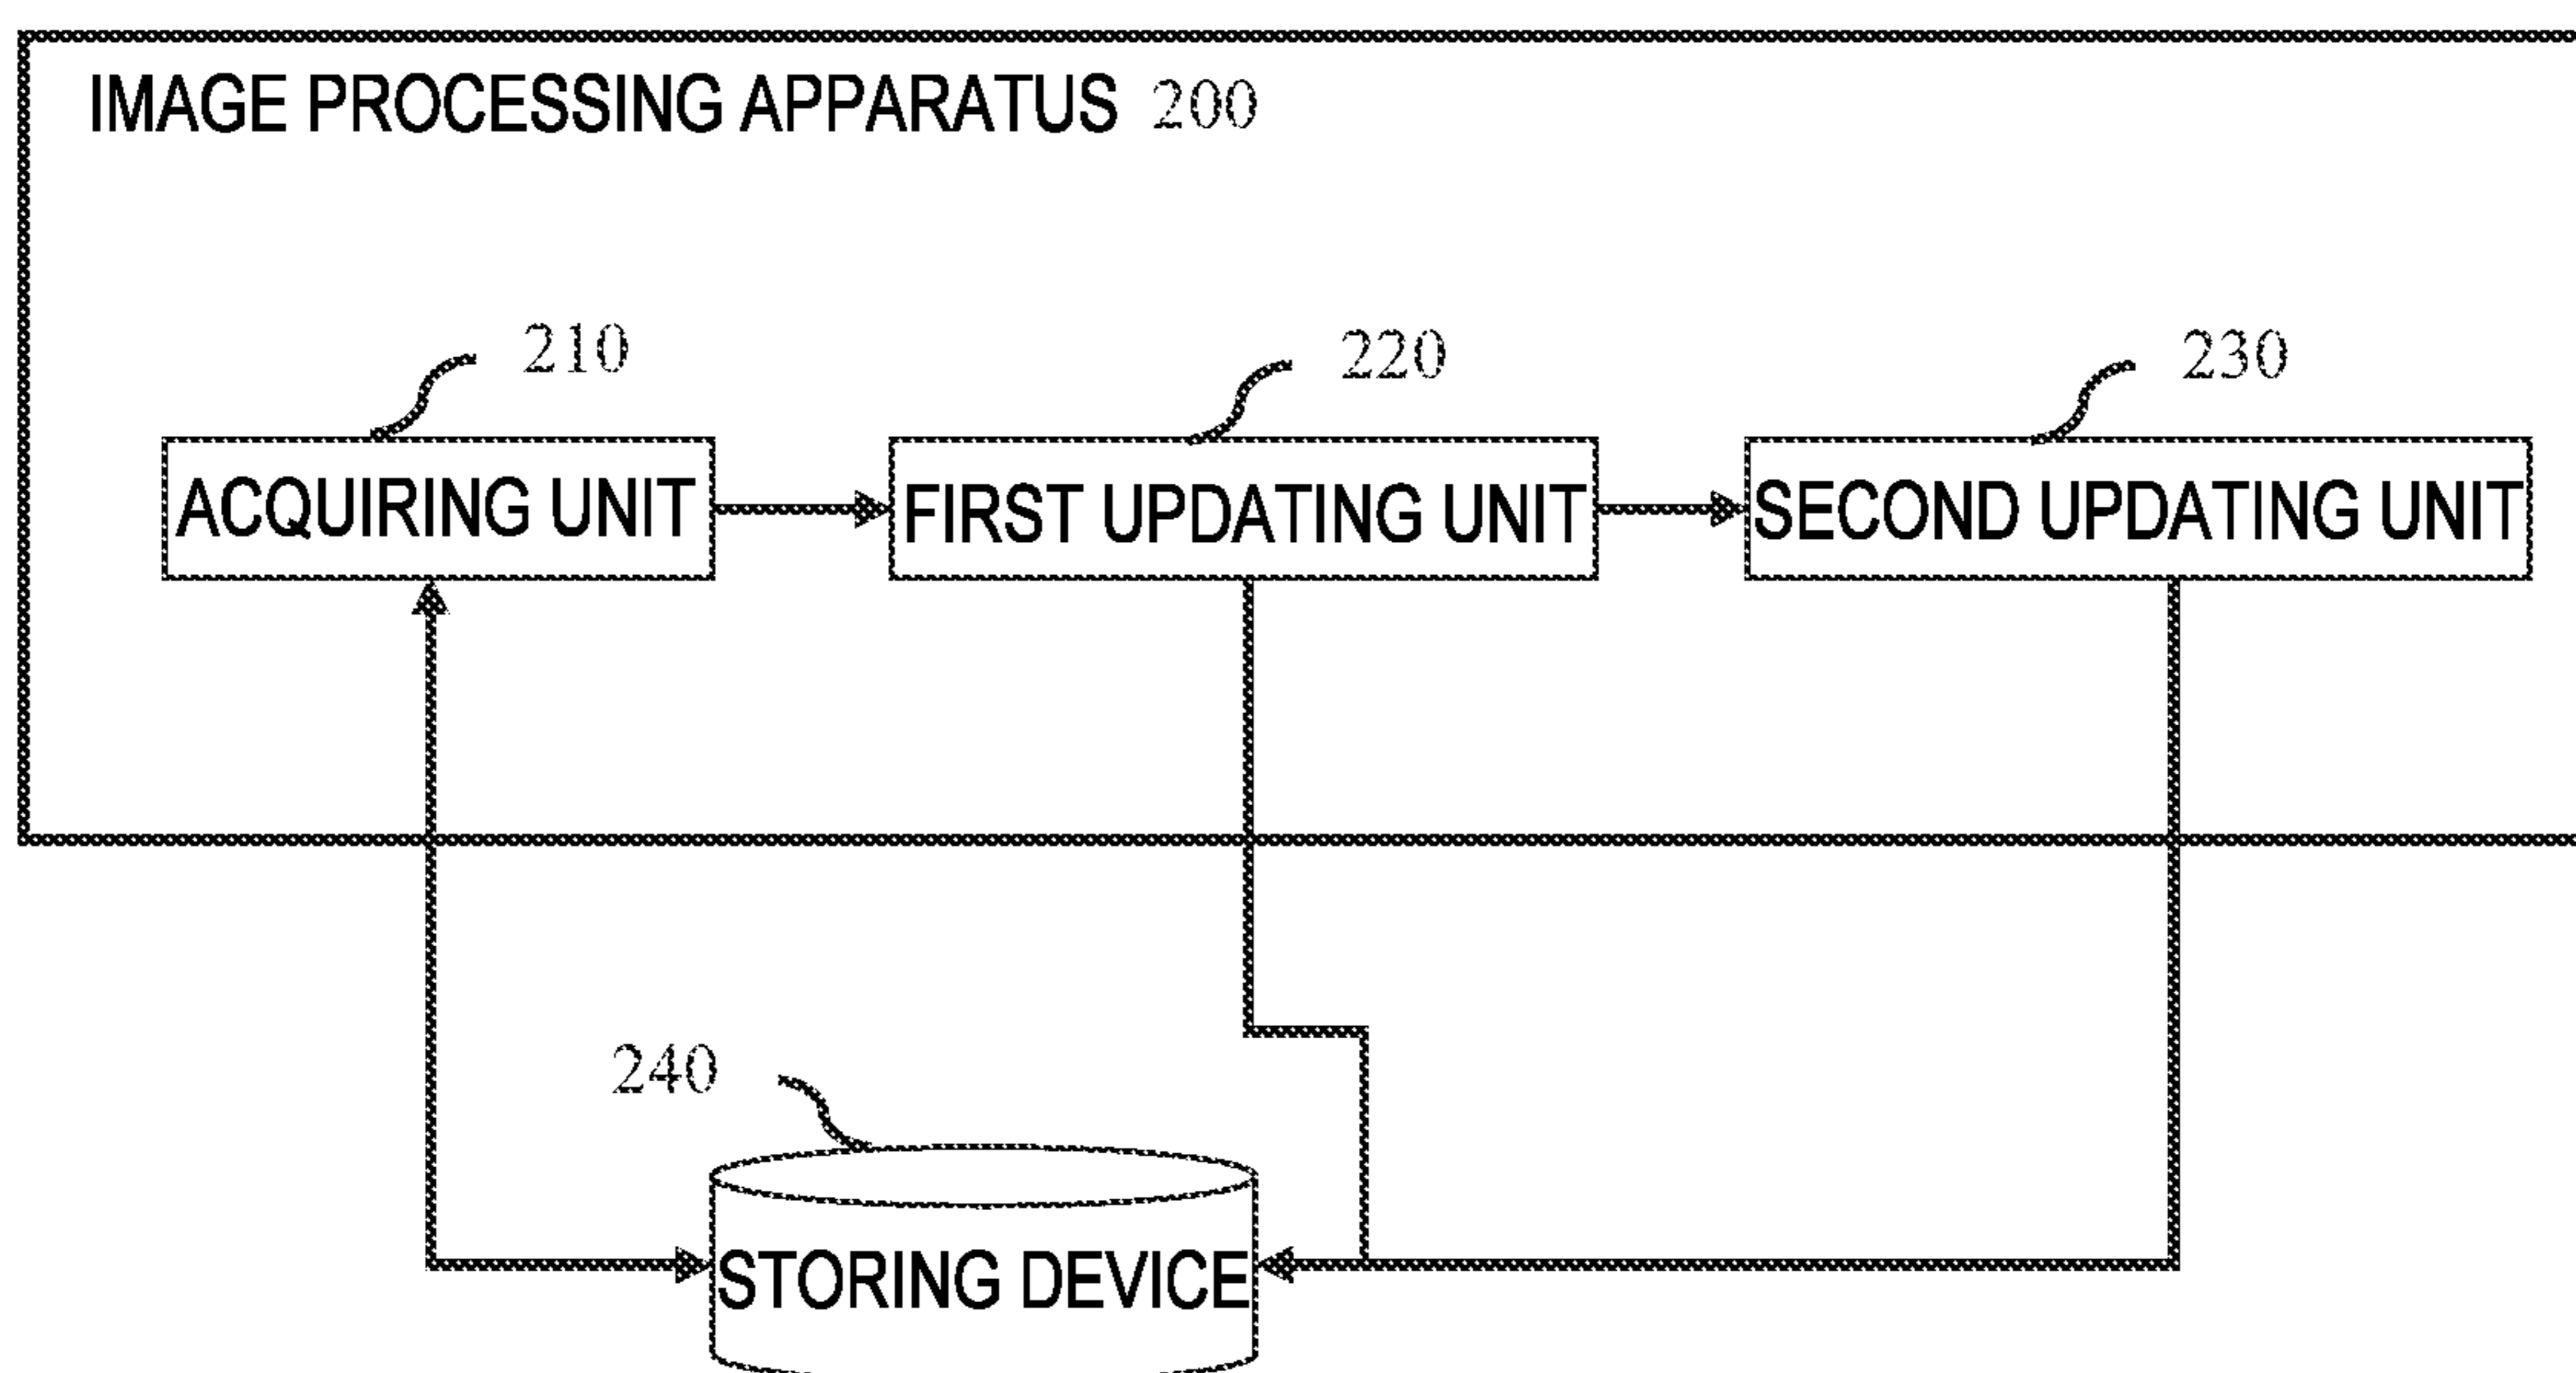 IMAGE PROCESSING APPARATUS 200
210
220
230
ACQUIRING UNIT
FIRST UPDATING UNIT
SECOND UPDATING UNIT
240
STORING DEVICE